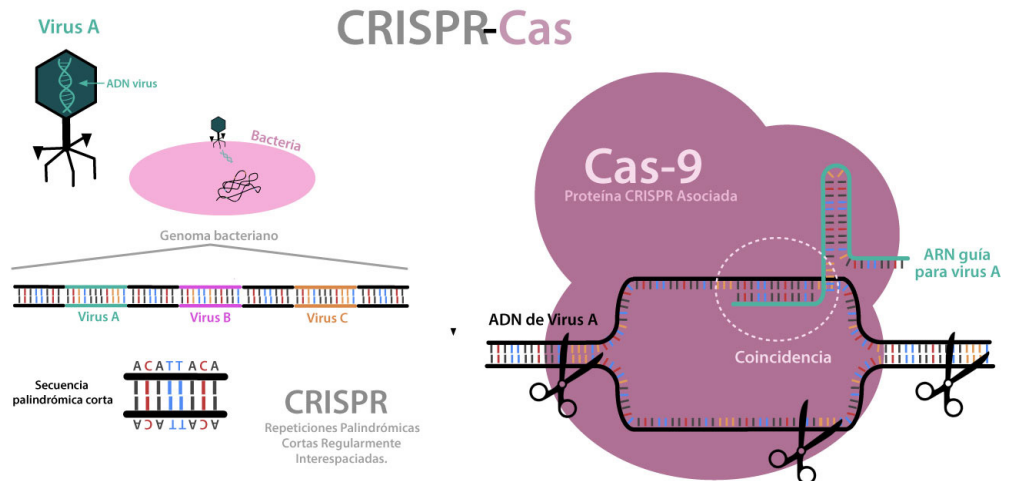 CRISPR-Cas
Virus A
ADN virus
Bacteria
Genoma bacteriano
Virus A
Virus B
Virus C
Secuencia
palindrómica corta
ACATTACA
ACATTACA
CRISPR
Repeticiones Palindrómicas
Cortas Regularmente
Interespaciadas.
Cas-9
Proteína CRISPR Asociada
ARN guía
para virus A
ADN de Virus A
Coincidencia